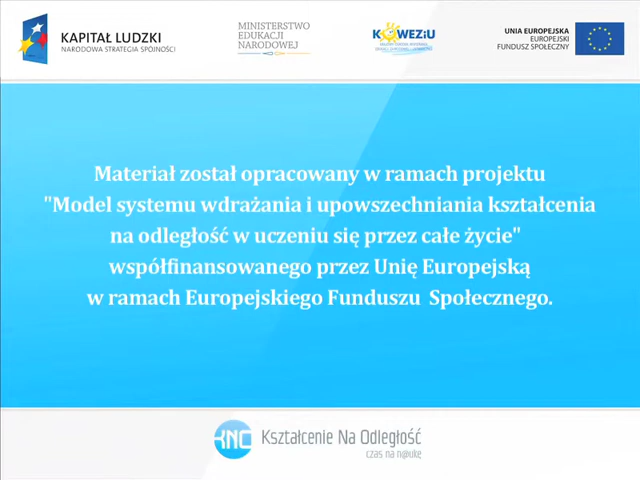 KAPITAŁ LUDZKI
NARODOWA STRATEGIA SPÓJNOŚCI
MINISTERSTWO
EDUKACJI
NARODOWEJ
KOWEZiU
UNIA EUROPEJSKA
EUROPEJSKI
FUNDUSZ SPOŁECZNY
Materiał został opracowany w ramach projektu
"Model systemu wdrażania i upowszechniania kształcenia
na odległość w uczeniu się przez całe życie"
współfinansowanego przez Unię Europejską
w ramach Europejskiego Funduszu Społecznego.
KNO Kształcenie Na Odległość
czas na n@ukę